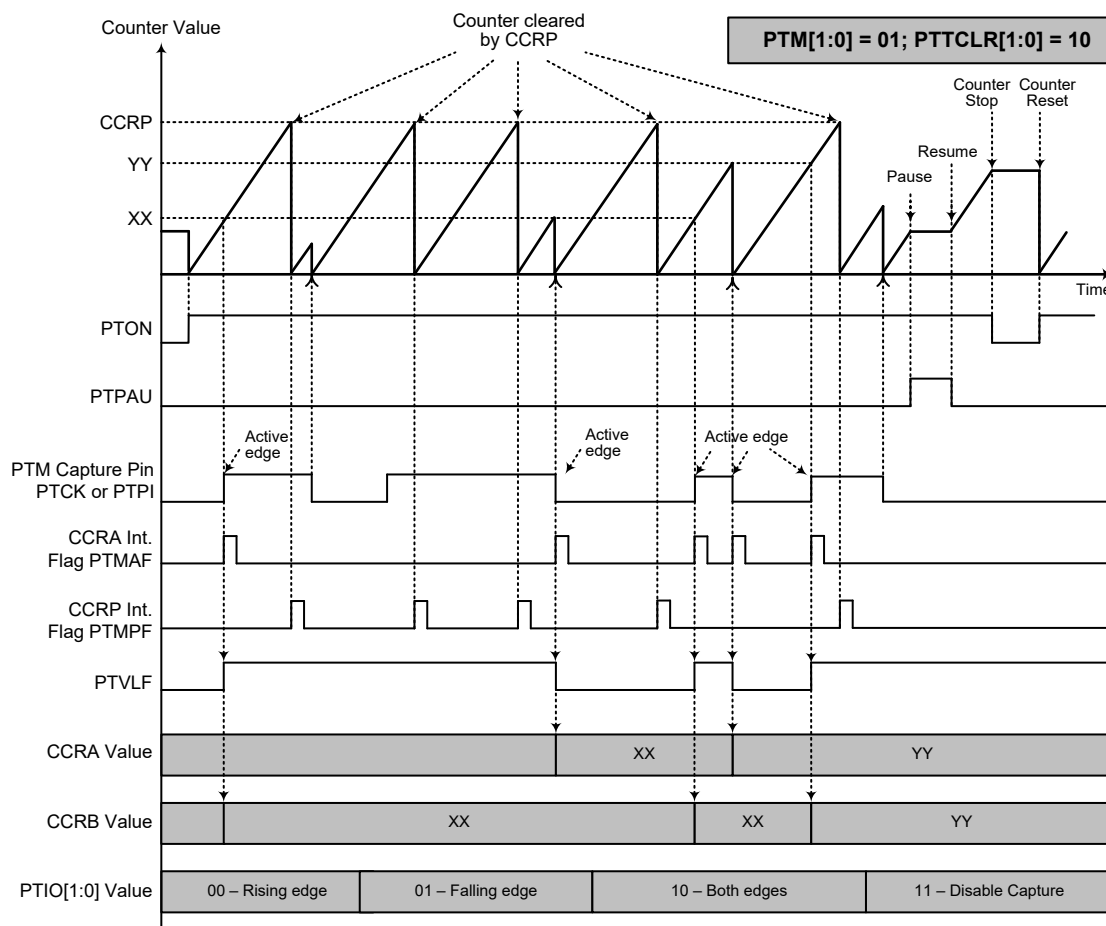 Counter Value
Counter cleared
by CCRP
PTM[1:0] = 01; PTTCLR[1:0] = 10
Counter
Stop
Counter
Reset
CCRP
YY
Resume
Pause
XX
Time
PTON
PTPAU
Active
edge
Active
edge
Active edge
PTM Capture Pin
PTCK or PTPI
CCRA Int.
Flag PTMAF
CCRP Int.
Flag PTMPF
PTVLF
CCRA Value
XX
YY
CCRB Value
XX
XX
YY
PTIO[1:0] Value
00 – Rising edge
01 – Falling edge
10 – Both edges
11 – Disable Capture